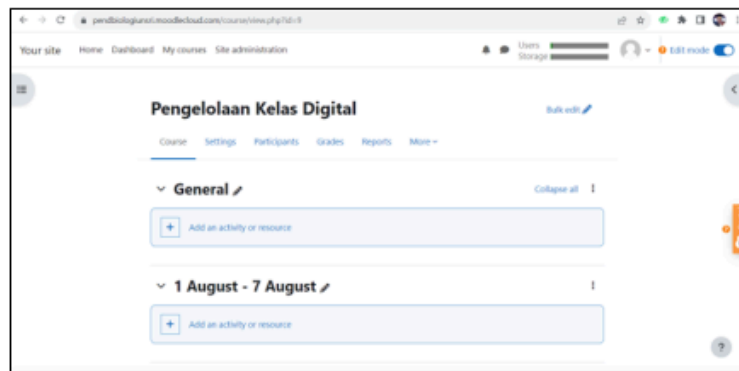 pendbiologiunsri.moodlecloud.com/course/view.php?id=9
Your site Home Dashboard My courses Site administration
Users
Storage
Edit mode
Pengelolaan Kelas Digital
Bulk edit
Course Settings Participants Grades Reports More
General
Collapse all
Add an activity or resource
1 August - 7 August
Add an activity or resource
?